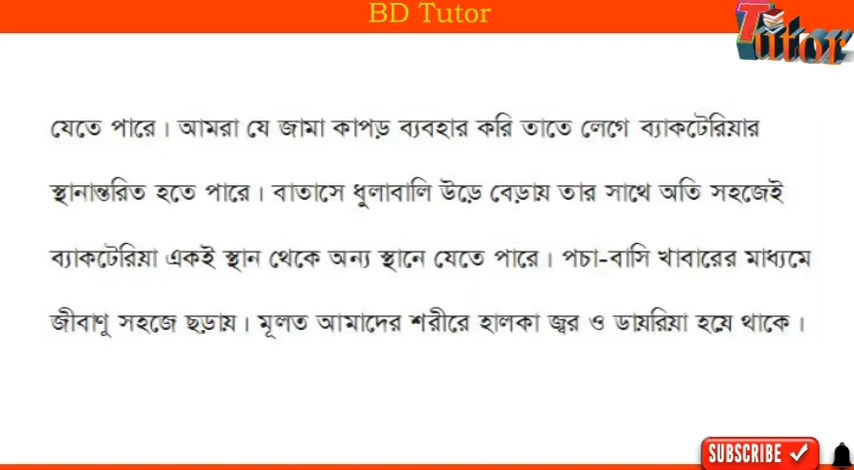 BD Tutor
Tutor
যেতে পারে। আমরা যে জামা কাপড় ব্যবহার করি তাতে লেগে ব্যাকটেরিয়ার
স্থানান্তরিত হতে পারে। বাতাসে ধুলাবালি উড়ে বেড়ায় তার সাথে অতি সহজেই
ব্যাকটেরিয়া একই স্থান থেকে অন্য স্থানে যেতে পারে। পচা-বাসি খাবারের মাধ্যমে
জীবাণু সহজে ছড়ায়। মূলত আমাদের শরীরে হালকা জ্বর ও ডায়রিয়া হয়ে থাকে।
SUBSCRIBE